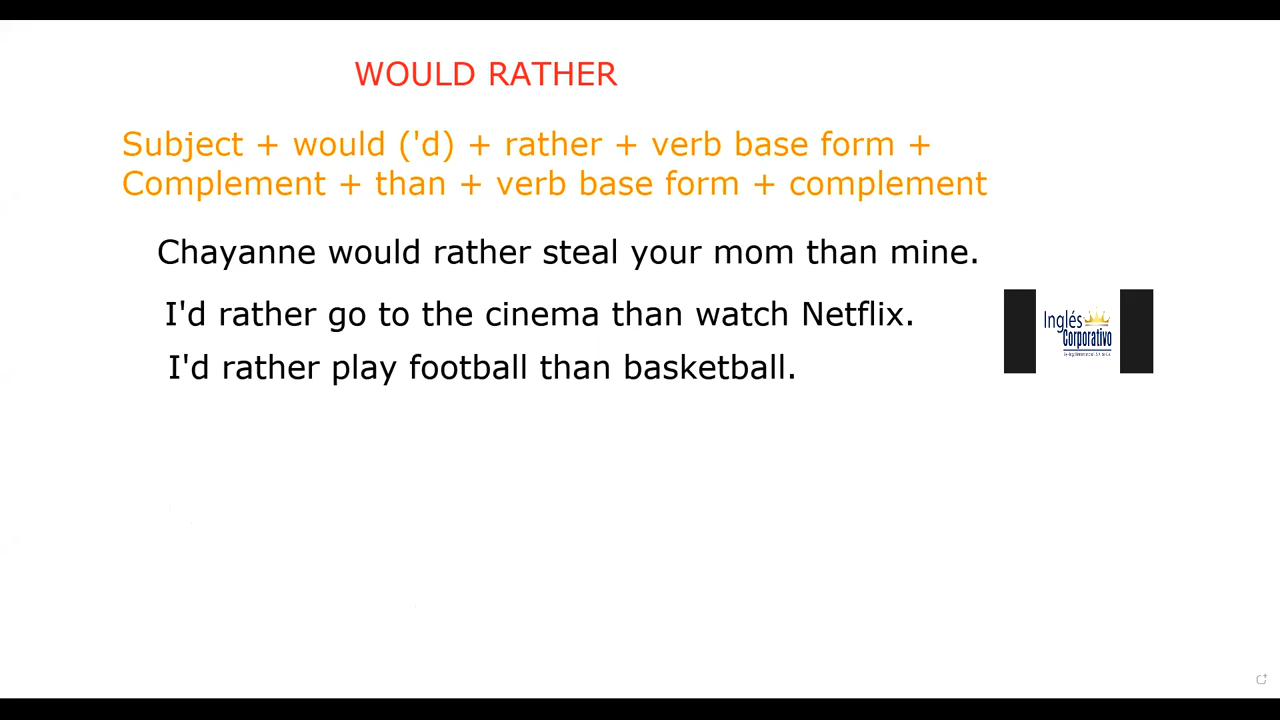 WOULD RATHER
Subject + would ('d) + rather + verb base form +
Complement + than + verb base form + complement
Chayanne would rather steal your mom than mine.
I'd rather go to the cinema than watch Netflix.
I'd rather play football than basketball.
Inglés
Corporativo